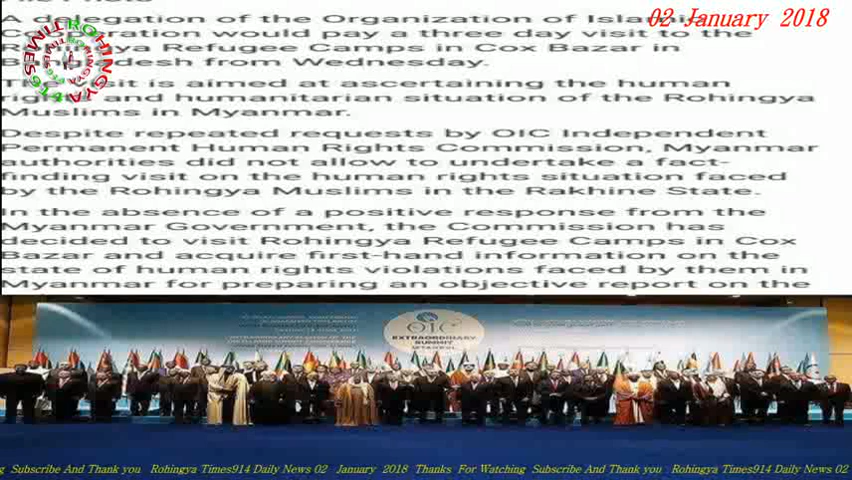 02 January 2018
A delegation of the Organization of Islamic
Cooperation would pay a three-day visit to the
Rohingya Refugee Camps in Cox Bazar in
Bangladesh from Wednesday.
The visit is aimed at ascertaining the human
rights and humanitarian situation of the Rohingya
Muslims in Myanmar.
Despite repeated requests by OIC Independent
Permanent Human Rights Commission, Myanmar
authorities did not allow to undertake a fact-
finding visit on the human rights situation faced
by the Rohingya Muslims in the Rakhine State.
In the absence of a positive response from the
Myanmar Government, the Commission has
decided to visit Rohingya Refugee Camps in Cox
Bazar and acquire first-hand information on the
state of human rights violations faced by them in
Myanmar for preparing an objective report on the
ROHINGYA TIMES914
OIC
EXTRAORDINARY
SUMMIT
ISTANBUL
Subscribe And Thank you Rohingya Times914 Daily News 02 January 2018 Thanks For Watching Subscribe And Thank you Rohingya Times914 Daily News 02